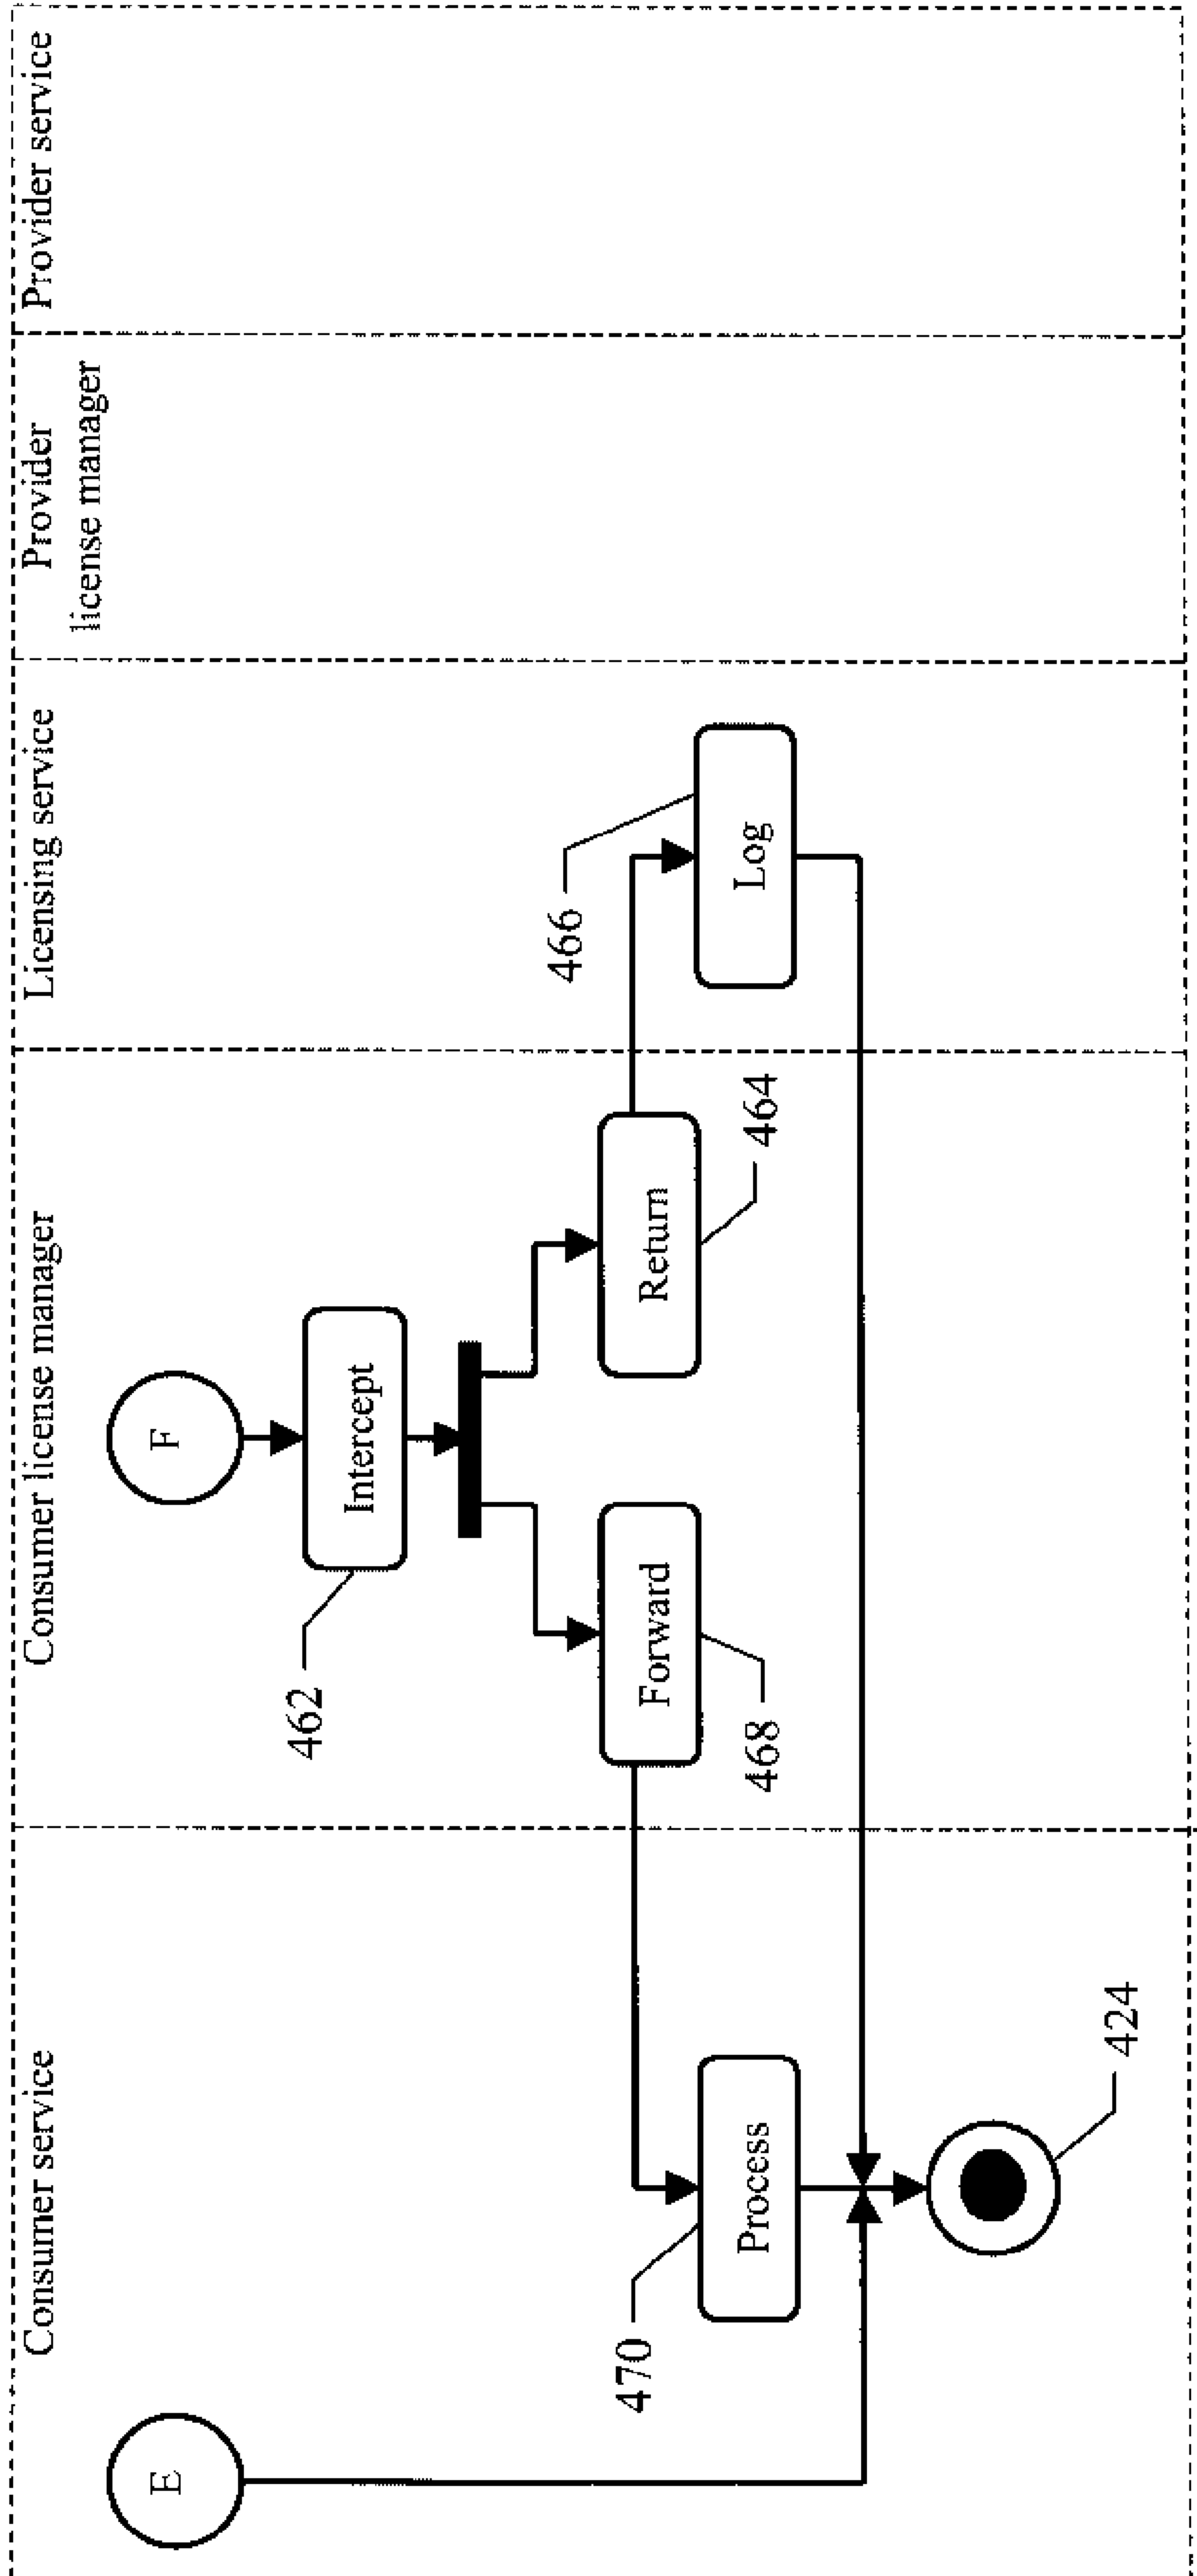 Consumer service
Consumer license manager
Licensing service
Provider
license manager
Provider service
E
F
462
Intercept
Forward
Return
466
470
468
464
Process
Log
424